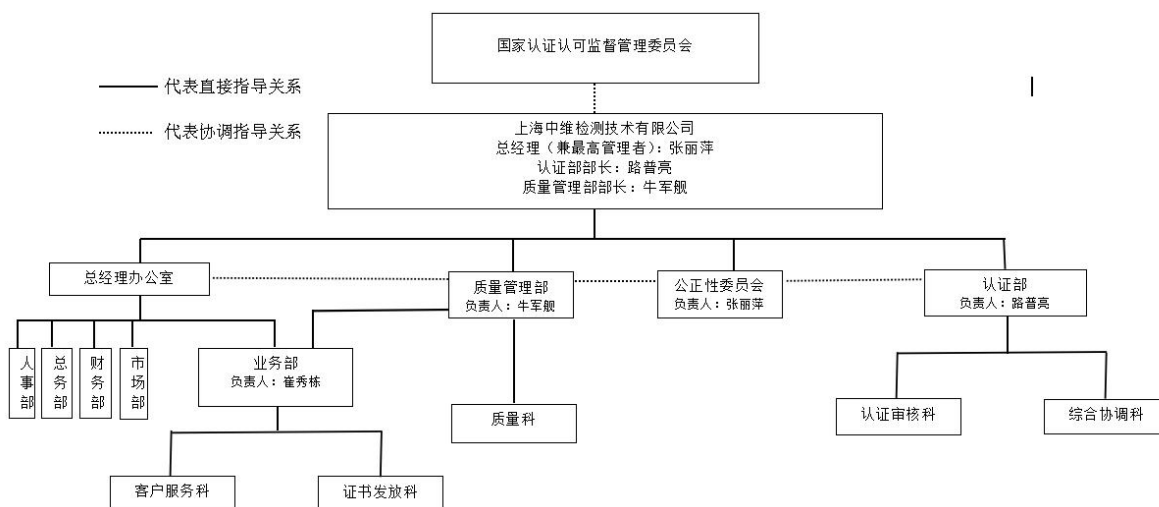 国家认证认可监督管理委员会
代表直接指导关系
代表协调指导关系
上海中维检测技术有限公司
总经理（兼最高管理者）：张丽萍
认证部部长：路普亮
质量管理部部长：牛军舰
总经理办公室
质量管理部
负责人：牛军舰
公正性委员会
负责人：张丽萍
认证部
负责人：路普亮
人事部
总务部
财务部
市场部
业务部
负责人：崔秀栋
质量科
认证审核科
综合协调科
客户服务科
证书发放科